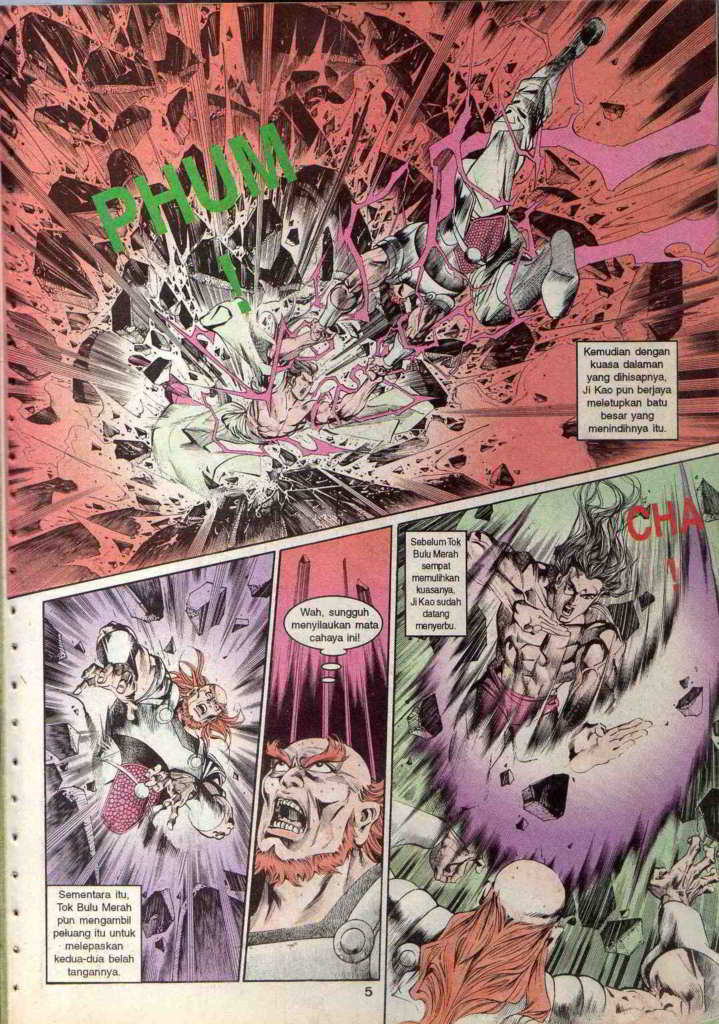 PHUM
!
Kemudian dengan
kuasa dalaman
yang dihisapnya,
Ji Kao pun berjaya
meletupkan batu
besar yang
menindihnya itu.
Sementara itu,
Tok Bulu Merah
pun mengambil
peluang itu untuk
melepaskan
kedua-dua belah
tangannya.
Wah, sungguh
menyilaukan mata
cahaya ini!
Sebelum Tok
Bulu Merah
sempat
memulihkan
kuasanya,
Ji Kao sudah
datang
menyerbu.
CHA
!
5